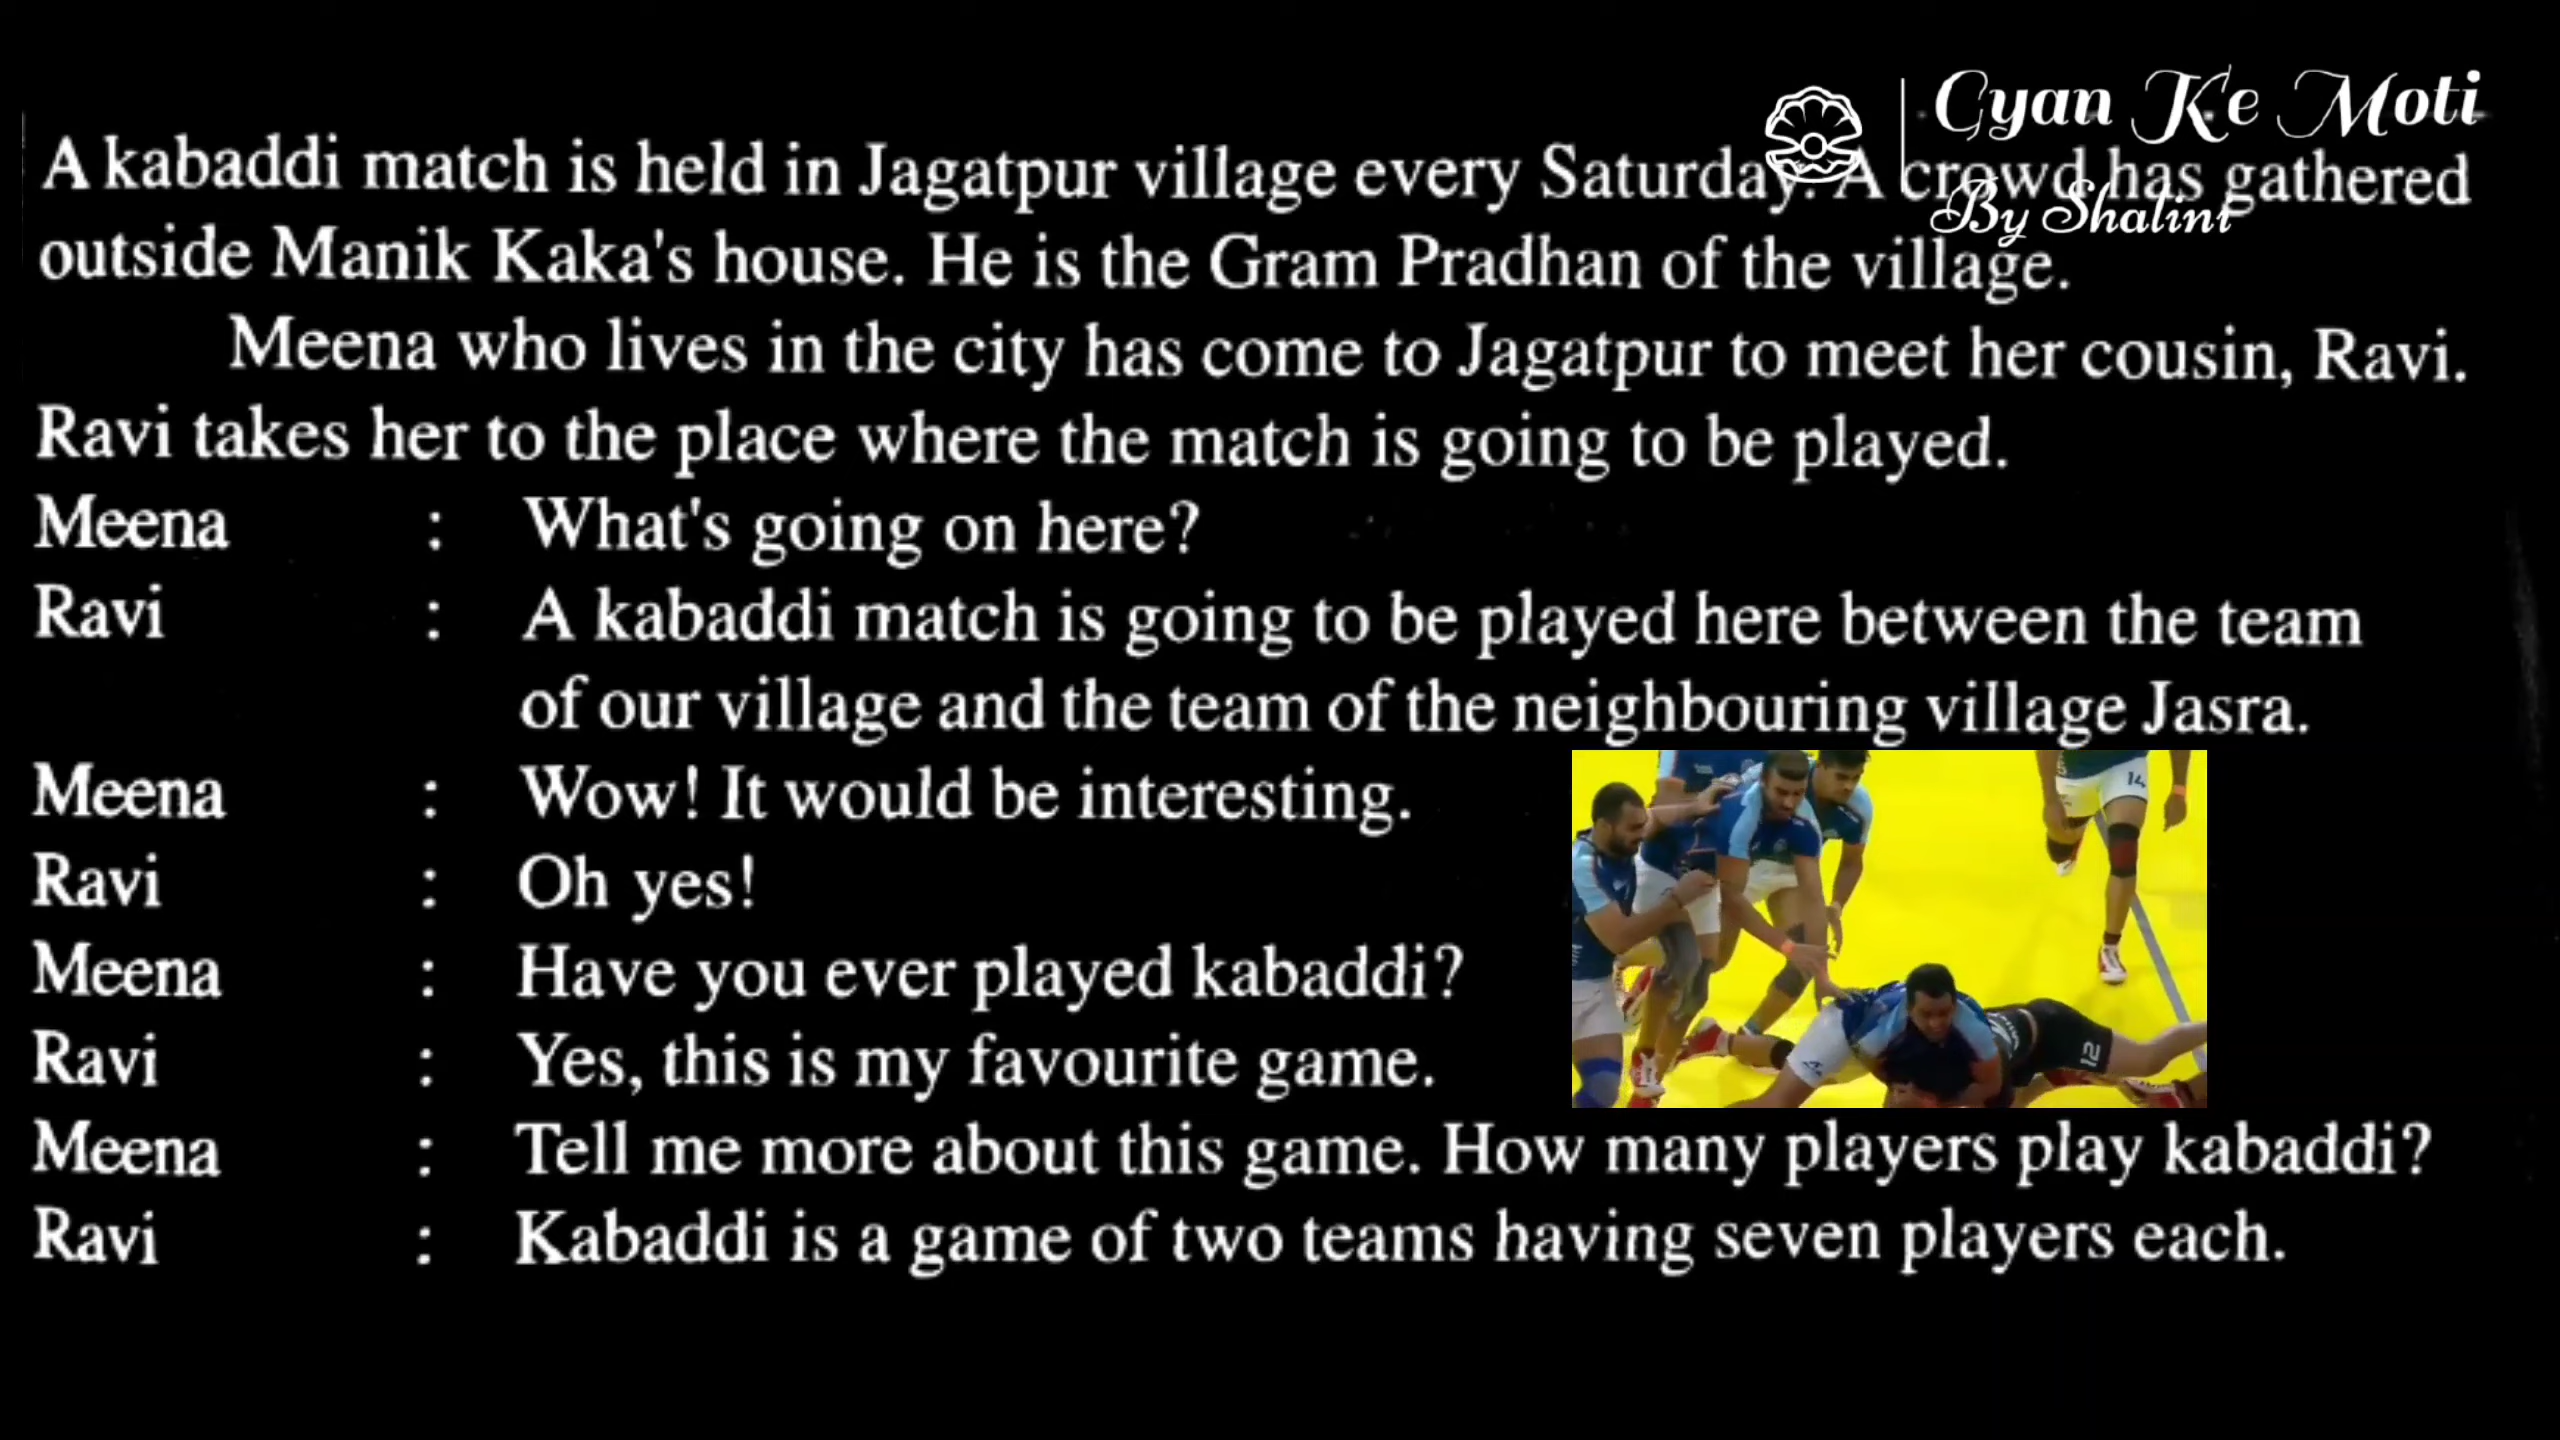 Gyan Ke Moti
By Shalini
A kabaddi match is held in Jagatpur village every Saturday. A crowd has gathered
outside Manik Kaka's house. He is the Gram Pradhan of the village.
Meena who lives in the city has come to Jagatpur to meet her cousin, Ravi.
Ravi takes her to the place where the match is going to be played.
Meena : What's going on here?
Ravi : A kabaddi match is going to be played here between the team
of our village and the team of the neighbouring village Jasra.
Meena : Wow! It would be interesting.
Ravi : Oh yes!
Meena : Have you ever played kabaddi?
Ravi : Yes, this is my favourite game.
Meena : Tell me more about this game. How many players play kabaddi?
Ravi : Kabaddi is a game of two teams having seven players each.
14
12